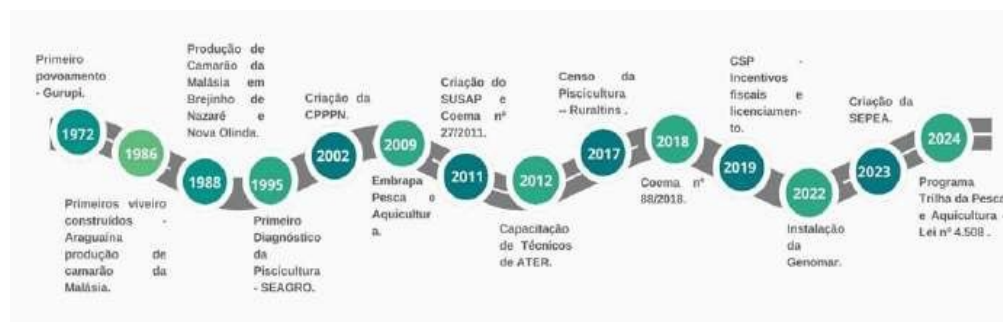 Primeiro
povoamento
- Gurupi.
1972
1986
Primeiros viveiro
construídos -
Araguaína
produção de
camarão da
Malásia.
Produção de
Camarão da
Malásia em
Brejinho de
Nazaré e
Nova Olinda.
1988
1995
Primeiro
Diagnóstico
da
Piscicultura
- SEAGRO.
Criação da
CPPPN.
2002
2009
Embrapa
Pesca e
Aquicultur
a.
Criação do
SUSAP e
Coema nº
27/2011.
2011
2012
Capacitação
de Técnicos
de ATER.
Censo da
Piscicultura
-- Ruraltins .
2017
2018
Coema nº
88/2018.
CSP -
Incentivos
fiscais e
licenciamen-
to.
2019
2022
Instalação
da
Genomar.
Criação da
SEPEA.
2023
2024
Programa
Trilha da Pesca
e Aquicultura -
Lei nº 4.508 .